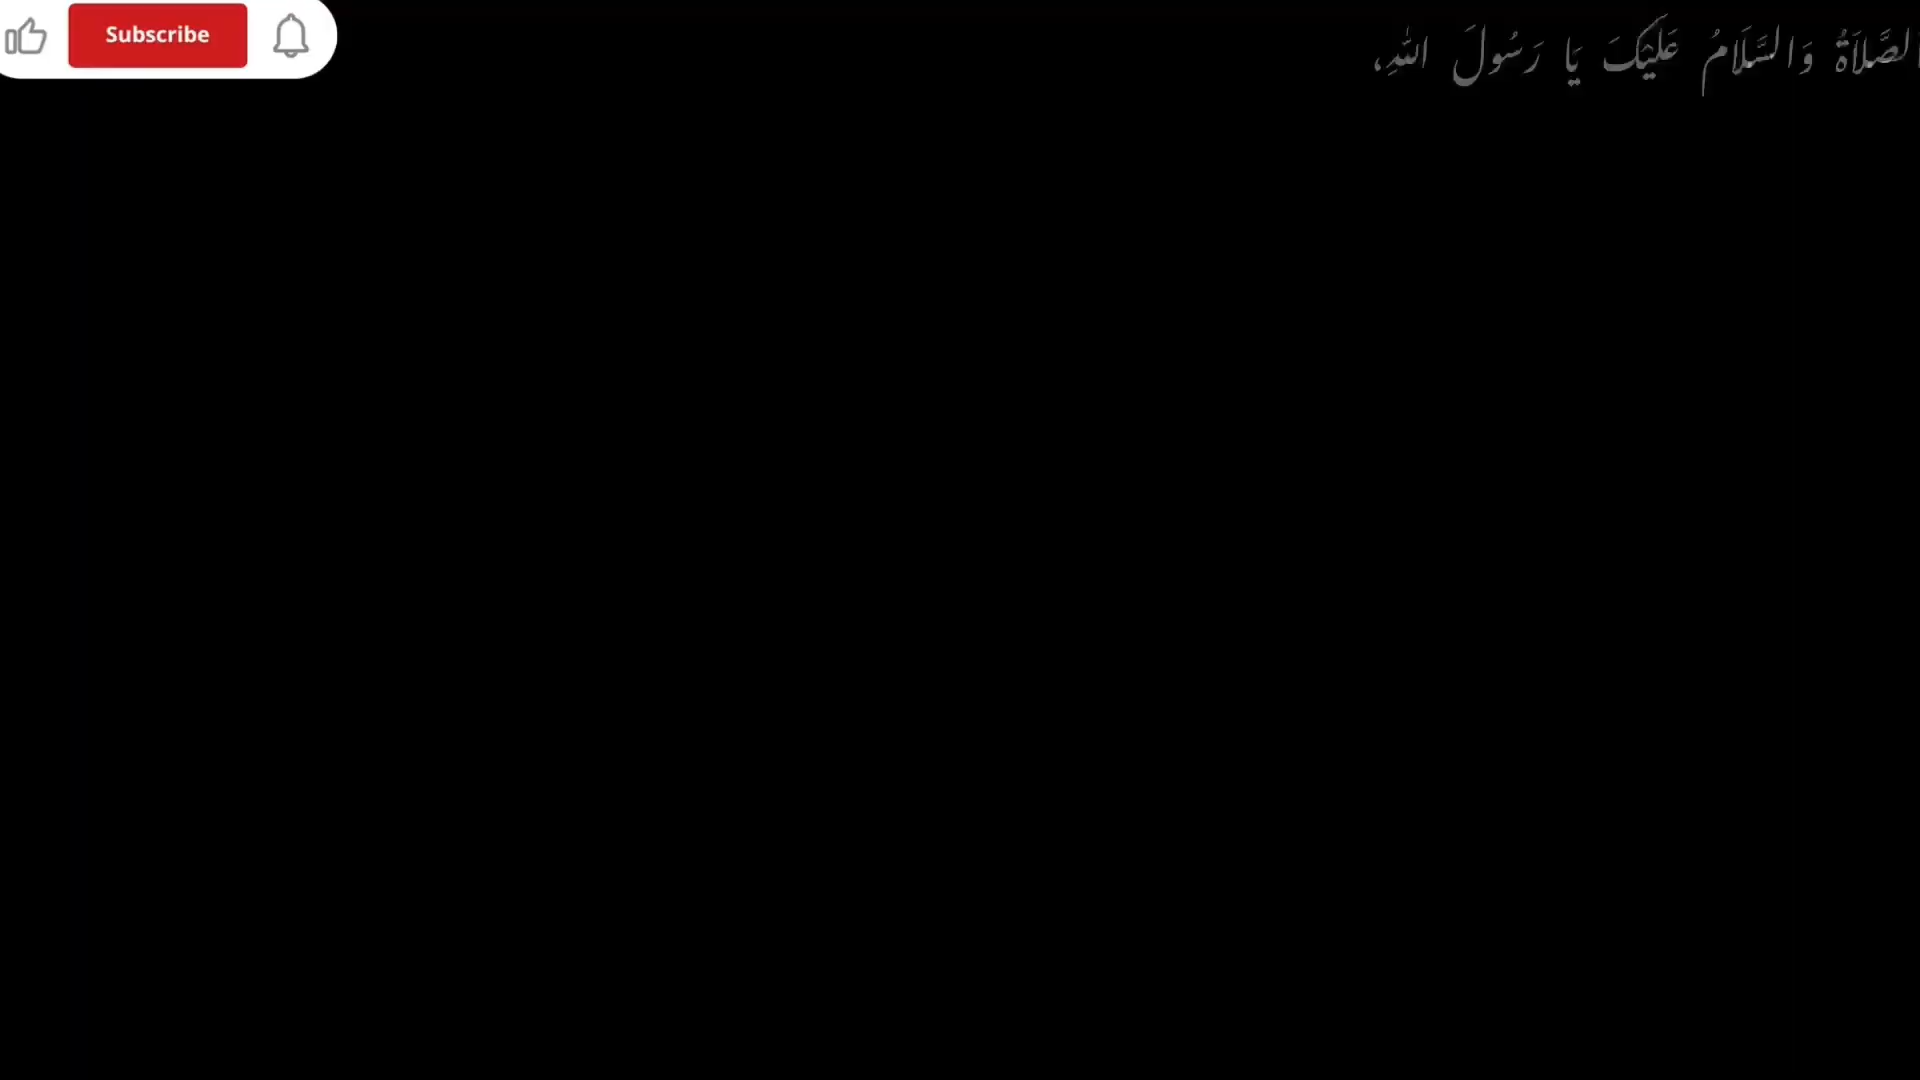 Subscribe
الصَّلَاةُ وَالسَّلَامُ عَلَيْكَ يَا رَسُولَ اللهِ،